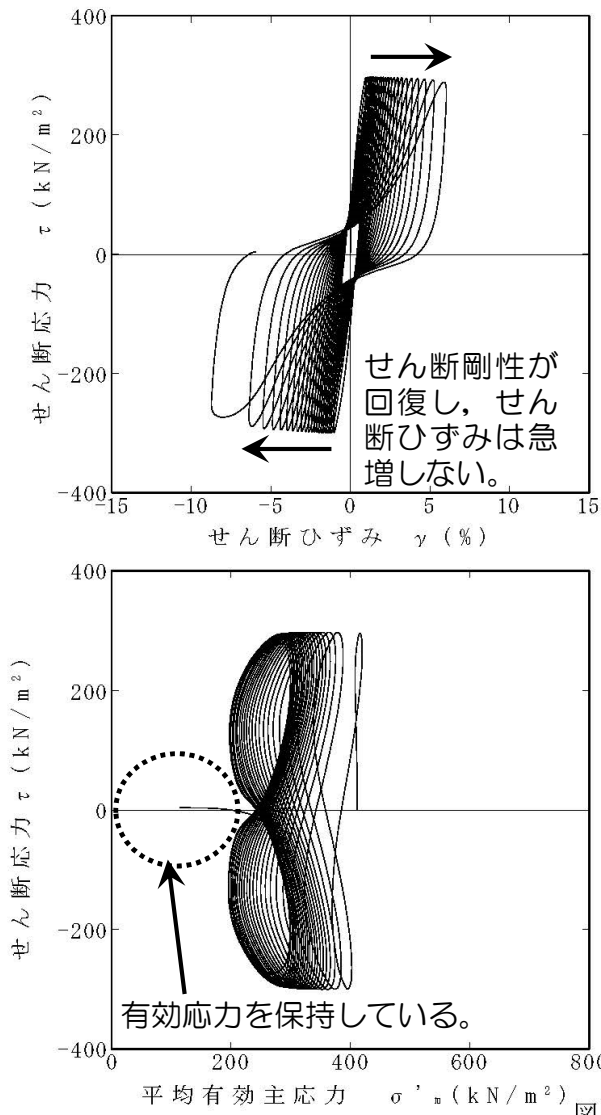 400
200
0
-200
-400
せん断応力 τ (kN/m²)
せん断剛性が
回復し，せん
断ひずみは急
増しない。
-15
-10
-5
0
5
10
15
せん断ひずみ γ (%)
400
200
0
-200
-400
せん断応力 τ (kN/m²)
有効応力を保持している。
0
200
400
600
800
平均有効主応力 σ'm (kN/m²)
図